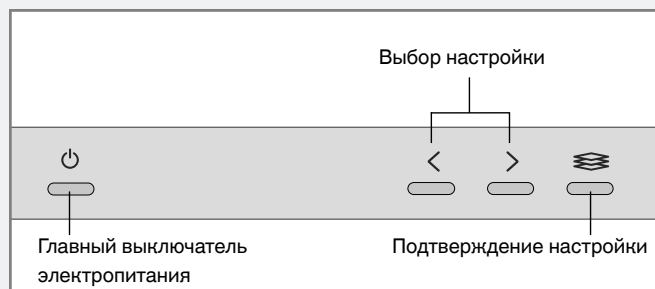 Выбор настройки
Главный выключатель
электропитания
Подтверждение настройки